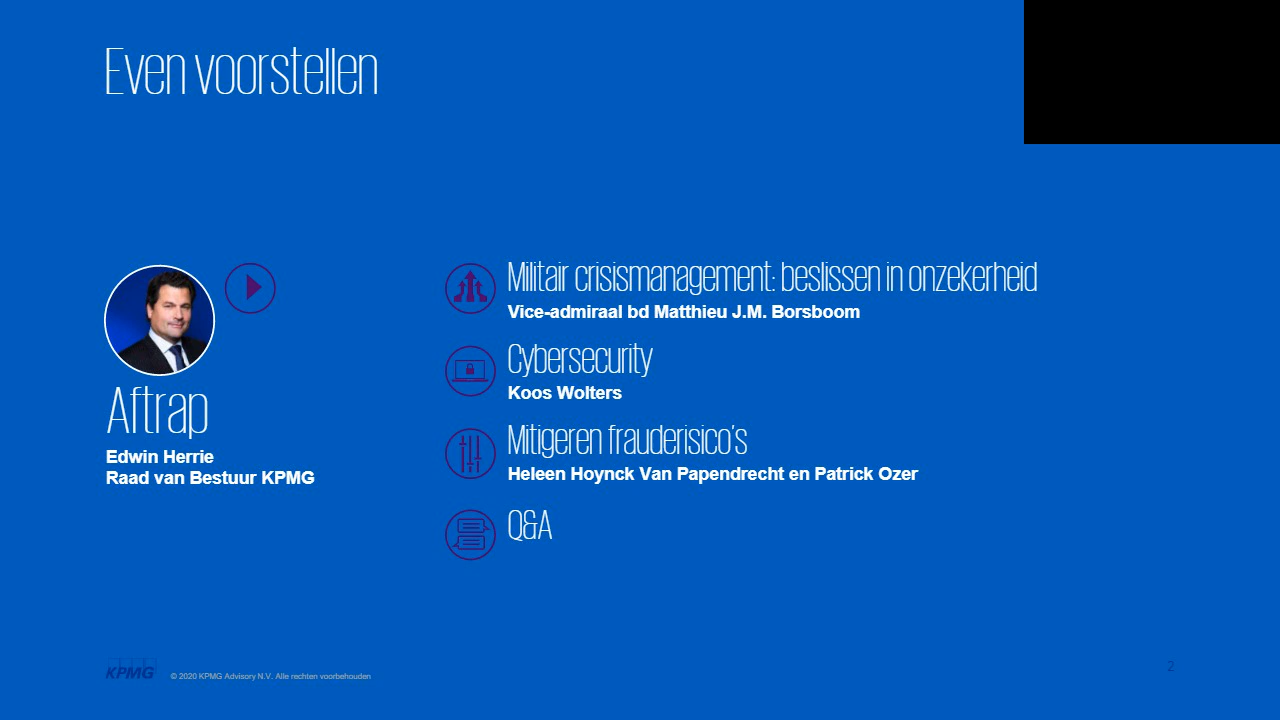 Even voorstellen
Aftrap
Edwin Herrie
Raad van Bestuur KPMG
Militair crisismanagement: beslissen in onzekerheid
Vice-admiraal bd Matthieu J.M. Borsboom
Cybersecurity
Koos Wolters
Mitigeren frauderisico's
Heleen Hoynck Van Papendrecht en Patrick Ozer
Q&A
KPMG
© 2020 KPMG Advisory N.V. Alle rechten voorbehouden
2